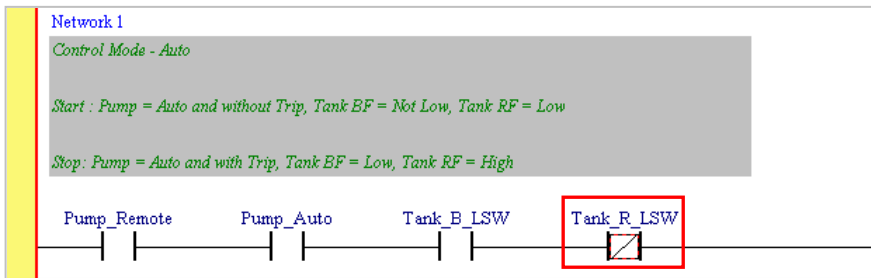 Network 1
Control Mode - Auto
Start : Pump = Auto and without Trip, Tank BF = Not Low, Tank RF = Low
Stop: Pump = Auto and with Trip, Tank BF = Low, Tank RF = High
Pump_Remote Pump_Auto Tank_B_LSW Tank_R_LSW